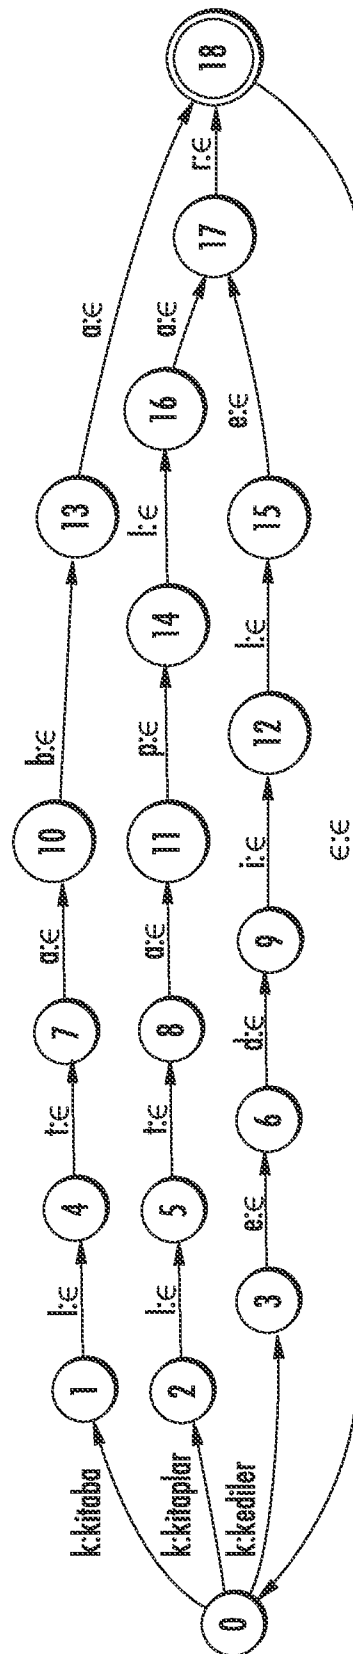 k:kitaba 1 l:∈ 4 t:∈ 7 a:∈ 10 b:∈ 13 a:∈
0 k:kitaplar 2 l:∈ 5 t:∈ 8 a:∈ 11 p:∈ 14 l:∈ 16 a:∈ 17 r:∈ 18
k:kediler 3 e:∈ 6 d:∈ 9 i:∈ 12 l:∈ 15 e:∈
∈:∈